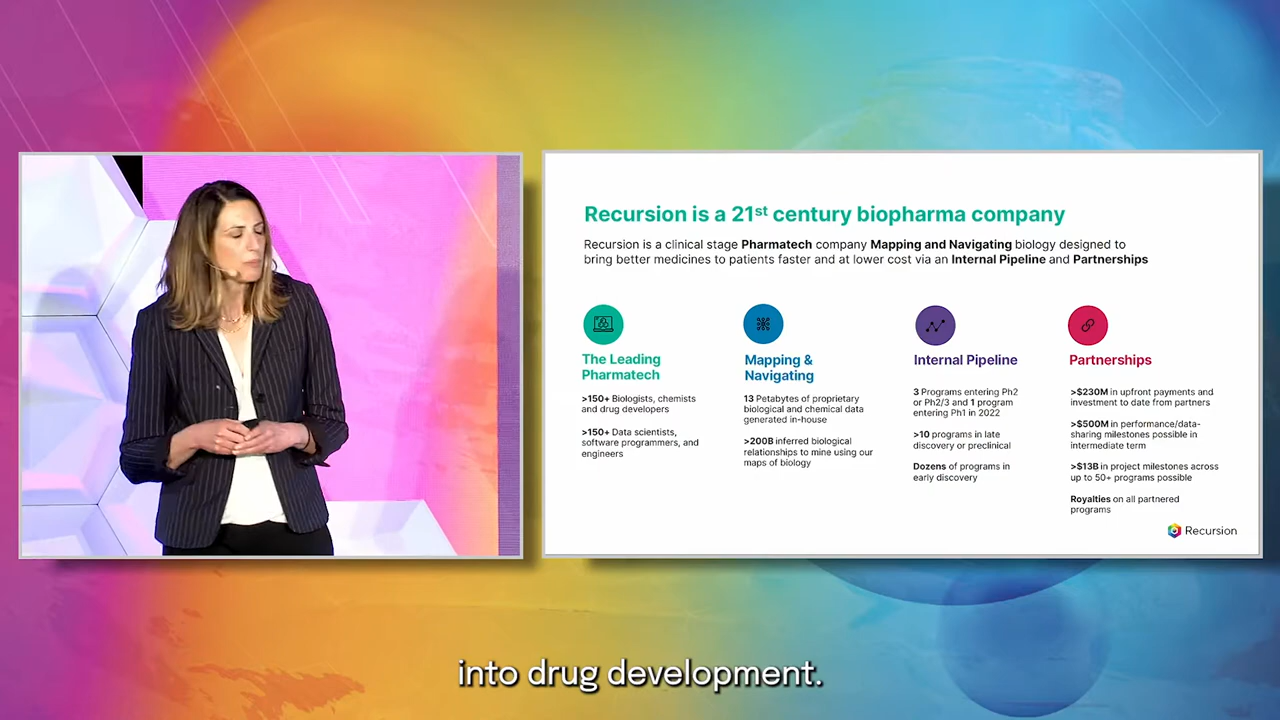 Recursion is a 21st century biopharma company
Recursion is a clinical stage Pharmatech company Mapping and Navigating biology designed to
bring better medicines to patients faster and at lower cost via an Internal Pipeline and Partnerships
The Leading
Pharmatech
>150+ Biologists, chemists
and drug developers
>150+ Data scientists,
software programmers, and
engineers
Mapping &
Navigating
13 Petabytes of proprietary
biological and chemical data
generated in-house
>200B inferred biological
relationships to mine using our
maps of biology
Internal Pipeline
3 Programs entering Ph2
or Ph2/3 and 1 program
entering Ph1 in 2022
>10 programs in late
discovery or preclinical
Dozens of programs in
early discovery
Partnerships
>$230M in upfront payments and
investment to date from partners
>$500M in performance/data-
sharing milestones possible in
intermediate term
>$13B in project milestones across
up to 50+ programs possible
Royalties on all partnered
programs
Recursion
into drug development.